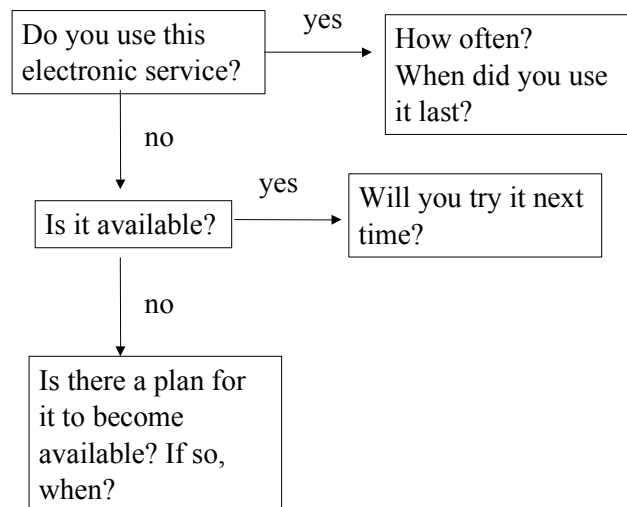 Do you use this
electronic service?
yes
How often?
When did you use
it last?
no
Is it available?
yes
Will you try it next
time?
no
Is there a plan for
it to become
available? If so,
when?